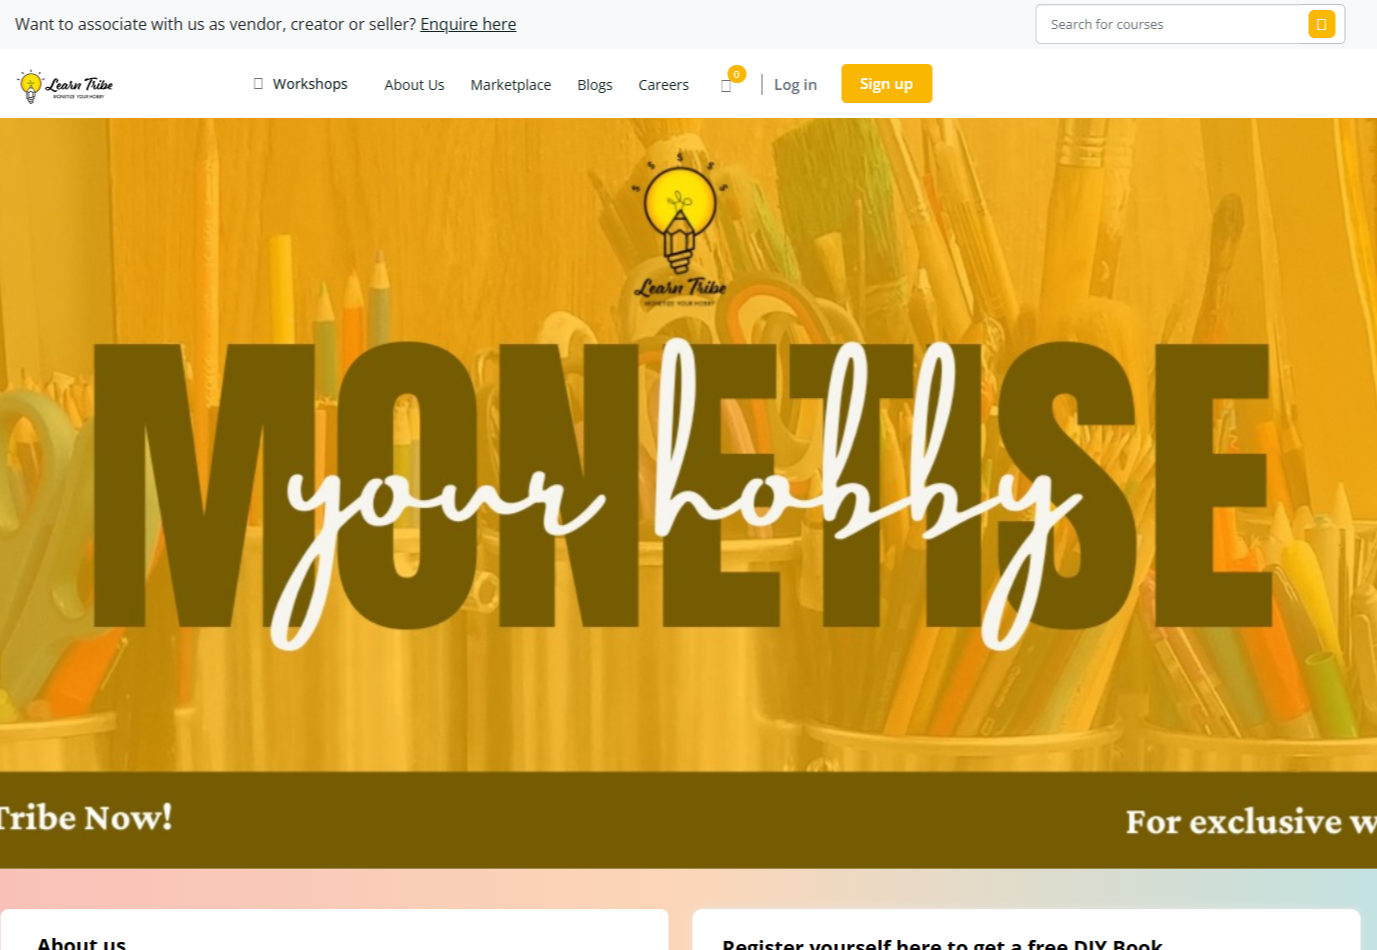 Want to associate with us as vendor, creator or seller? Enquire here
Search for courses
Learn Tribe
MONETIZE YOUR HOBBY
Workshops
About Us
Marketplace
Blogs
Careers
0
Log in
Sign up
$ $ $ $ $
Learn Tribe
MONETIZE YOUR HOBBY
MONETISE
your hobby
Tribe Now!
For exclusive w
About us
Register yourself here to get a free DIY Book